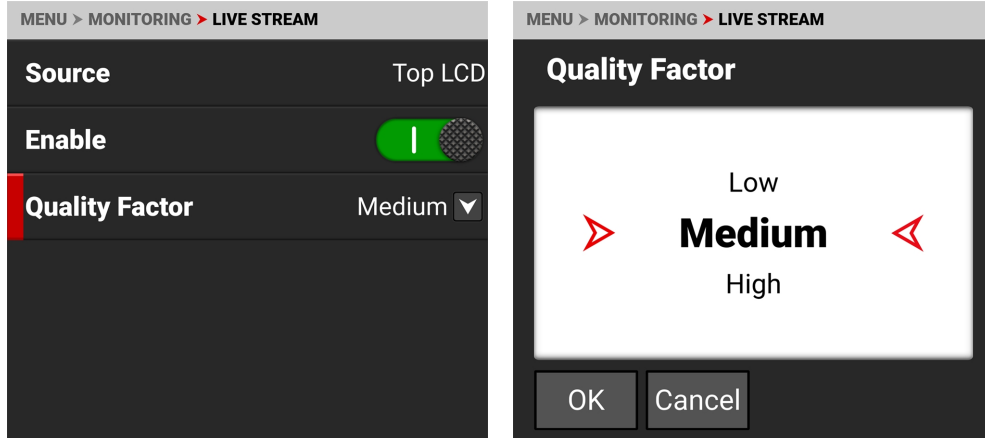 MENU MONITORING LIVE STREAM
Source Top LCD
Enable
Quality Factor Medium
MENU MONITORING LIVE STREAM
Quality Factor
Low
Medium
High
OK Cancel